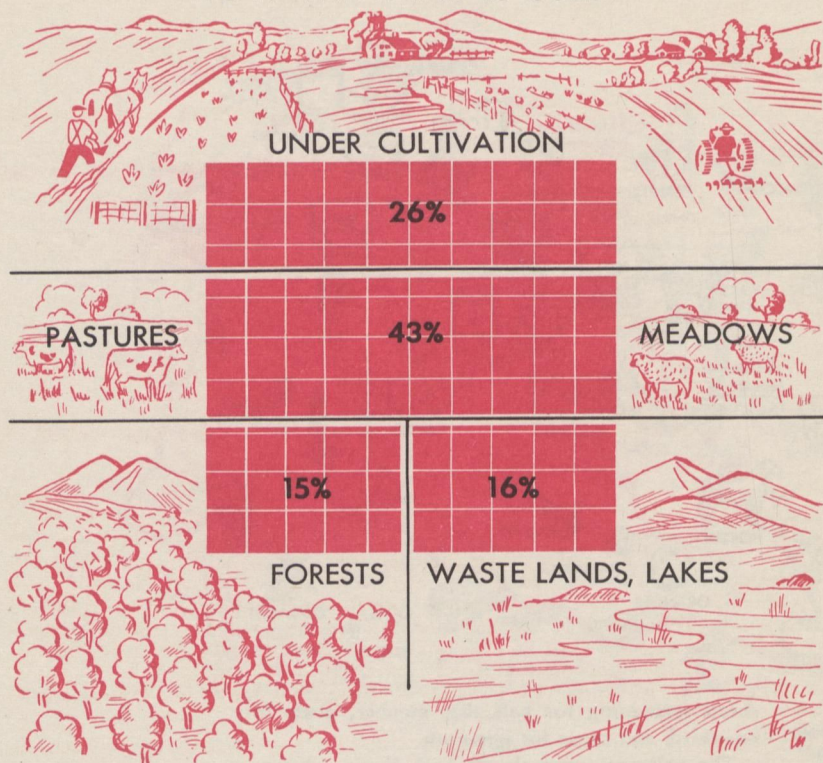 UNDER CULTIVATION
26%
PASTURES
43%
MEADOWS
15%
16%
FORESTS
WASTE LANDS, LAKES